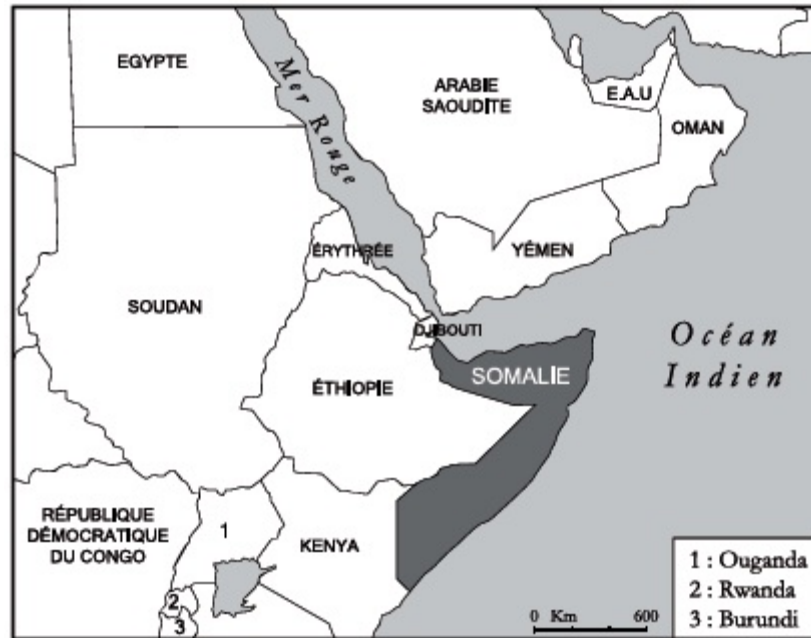 EGYPTE
Mer Rouge
ARABIE
SAOUDITE
E.A.U
OMAN
ÉRYTHRÉE
YÉMEN
SOUDAN
DJIBOUTI
Océan
Indien
SOMALIE
ÉTHIOPIE
RÉPUBLIQUE
DÉMOCRATIQUE
DU CONGO
1
KENYA
2
3
0 Km 600
1 : Ouganda
2 : Rwanda
3 : Burundi